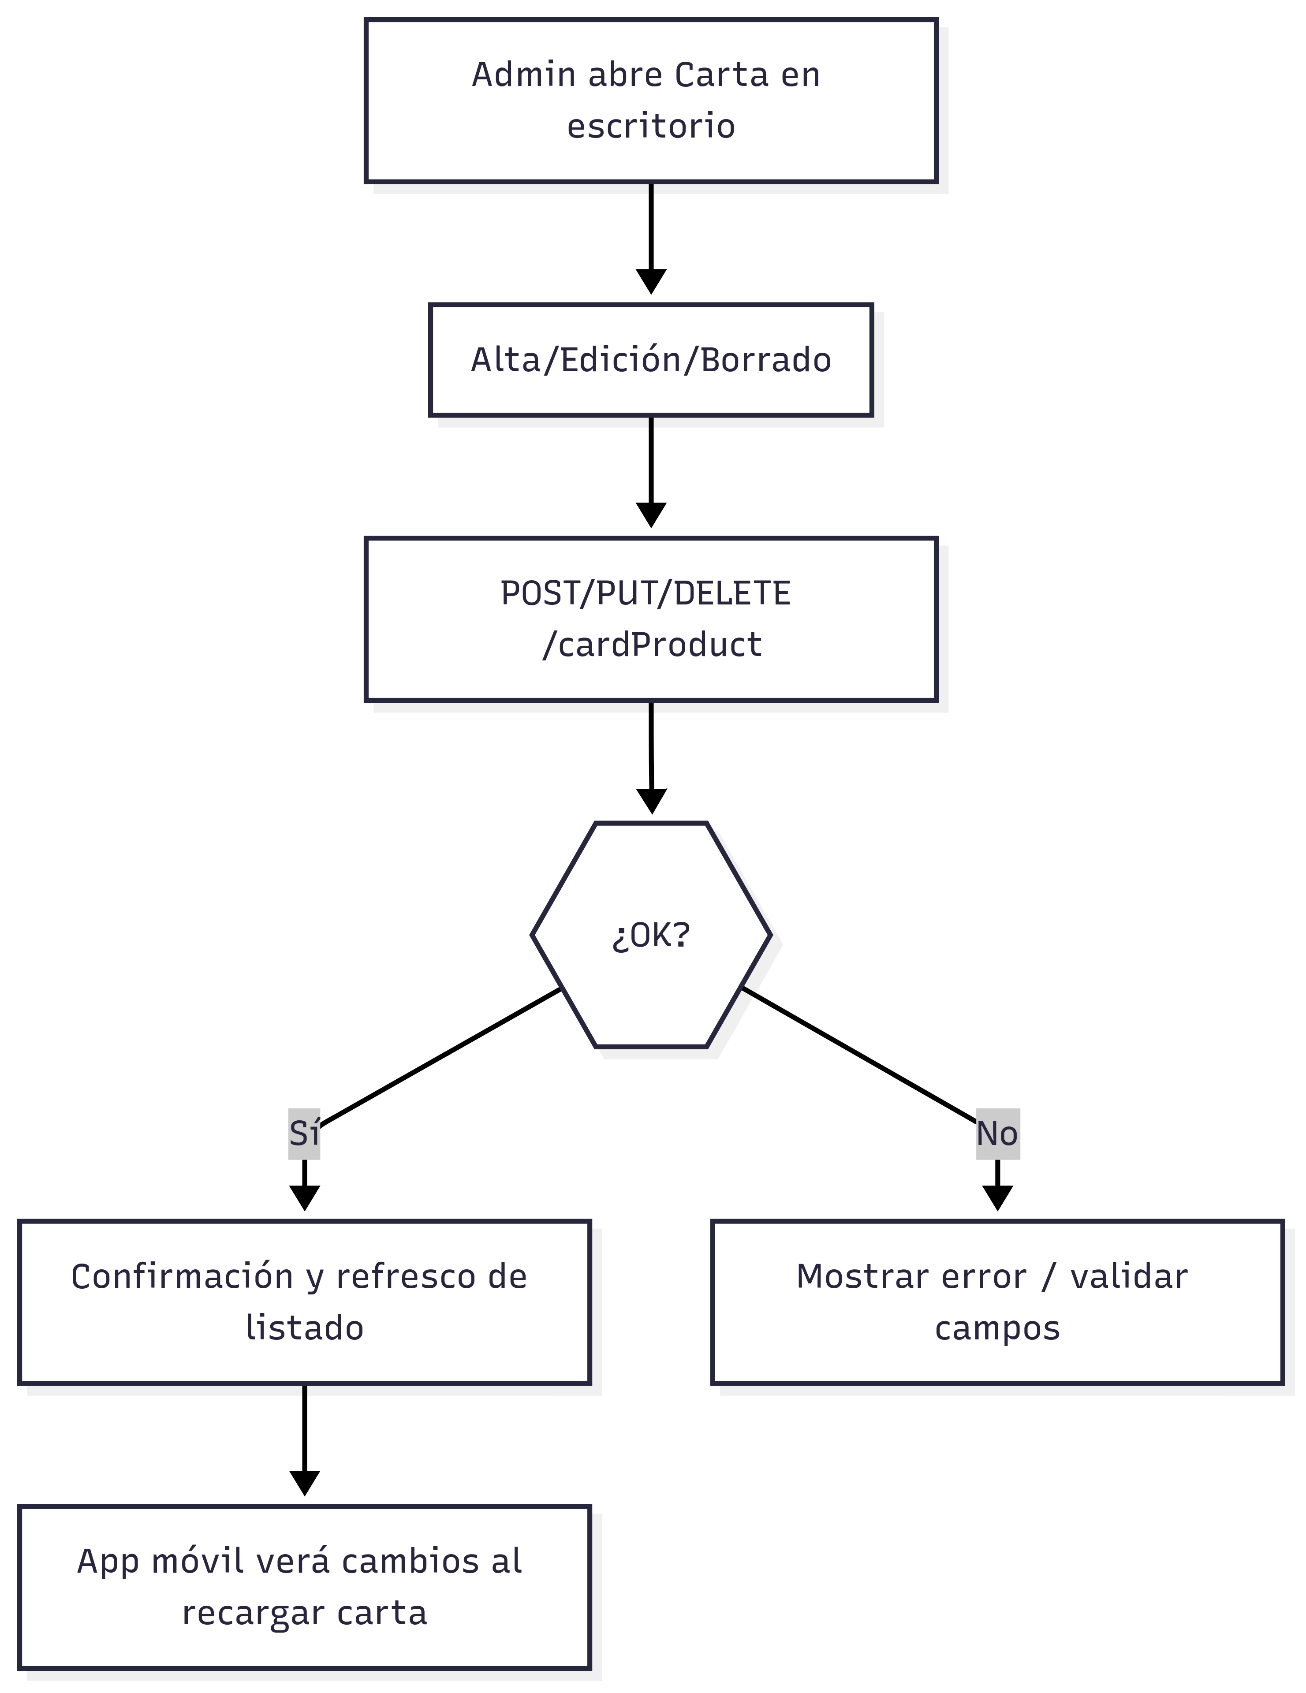 Admin abre Carta en
escritorio
Alta/Edición/Borrado
POST/PUT/DELETE
/cardProduct
¿OK?
Sí
No
Confirmación y refresco de
listado
Mostrar error / validar
campos
App móvil verá cambios al
recargar carta